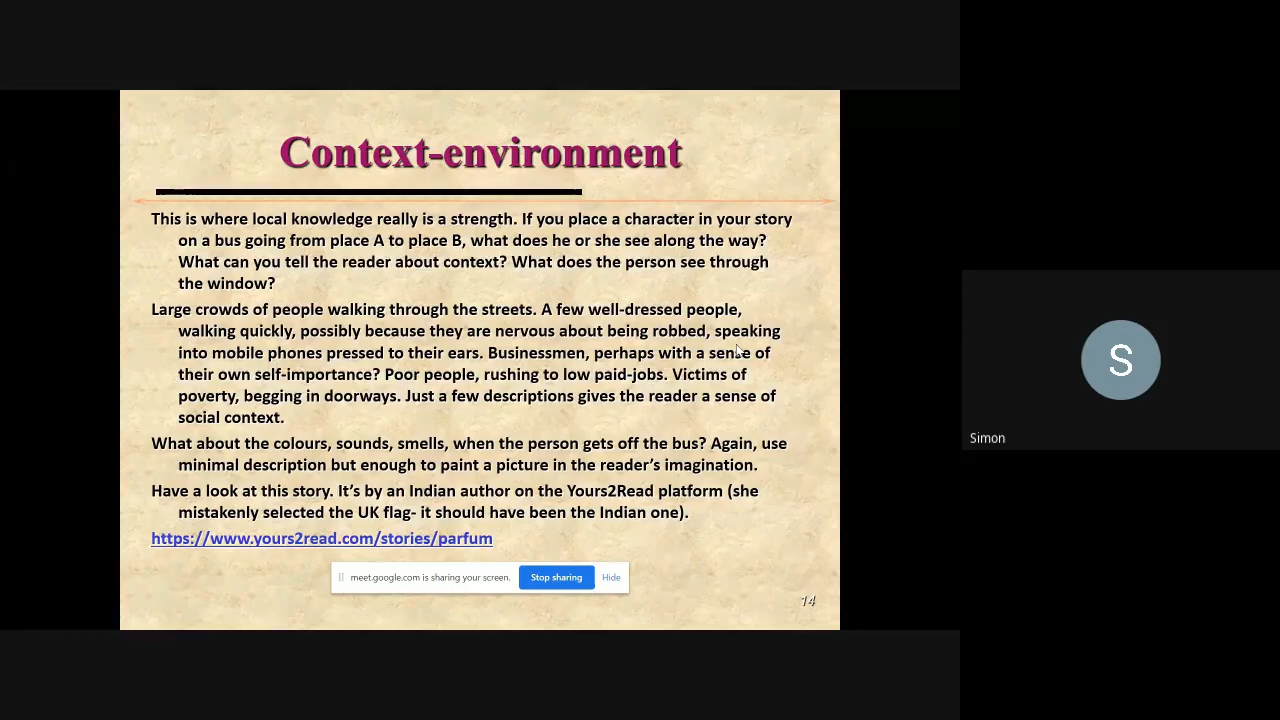 Context-environment
This is where local knowledge really is a strength. If you place a character in your story
on a bus going from place A to place B, what does he or she see along the way?
What can you tell the reader about context? What does the person see through
the window?
Large crowds of people walking through the streets. A few well-dressed people,
walking quickly, possibly because they are nervous about being robbed, speaking
into mobile phones pressed to their ears. Businessmen, perhaps with a sense of
their own self-importance? Poor people, rushing to low paid-jobs. Victims of
poverty, begging in doorways. Just a few descriptions gives the reader a sense of
social context.
What about the colours, sounds, smells, when the person gets off the bus? Again, use
minimal description but enough to paint a picture in the reader's imagination.
Have a look at this story. It's by an Indian author on the Yours2Read platform (she
mistakenly selected the UK flag- it should have been the Indian one).
https://www.yours2read.com/stories/parfum
meet.google.com is sharing your screen. Stop sharing Hide
14
S
Simon